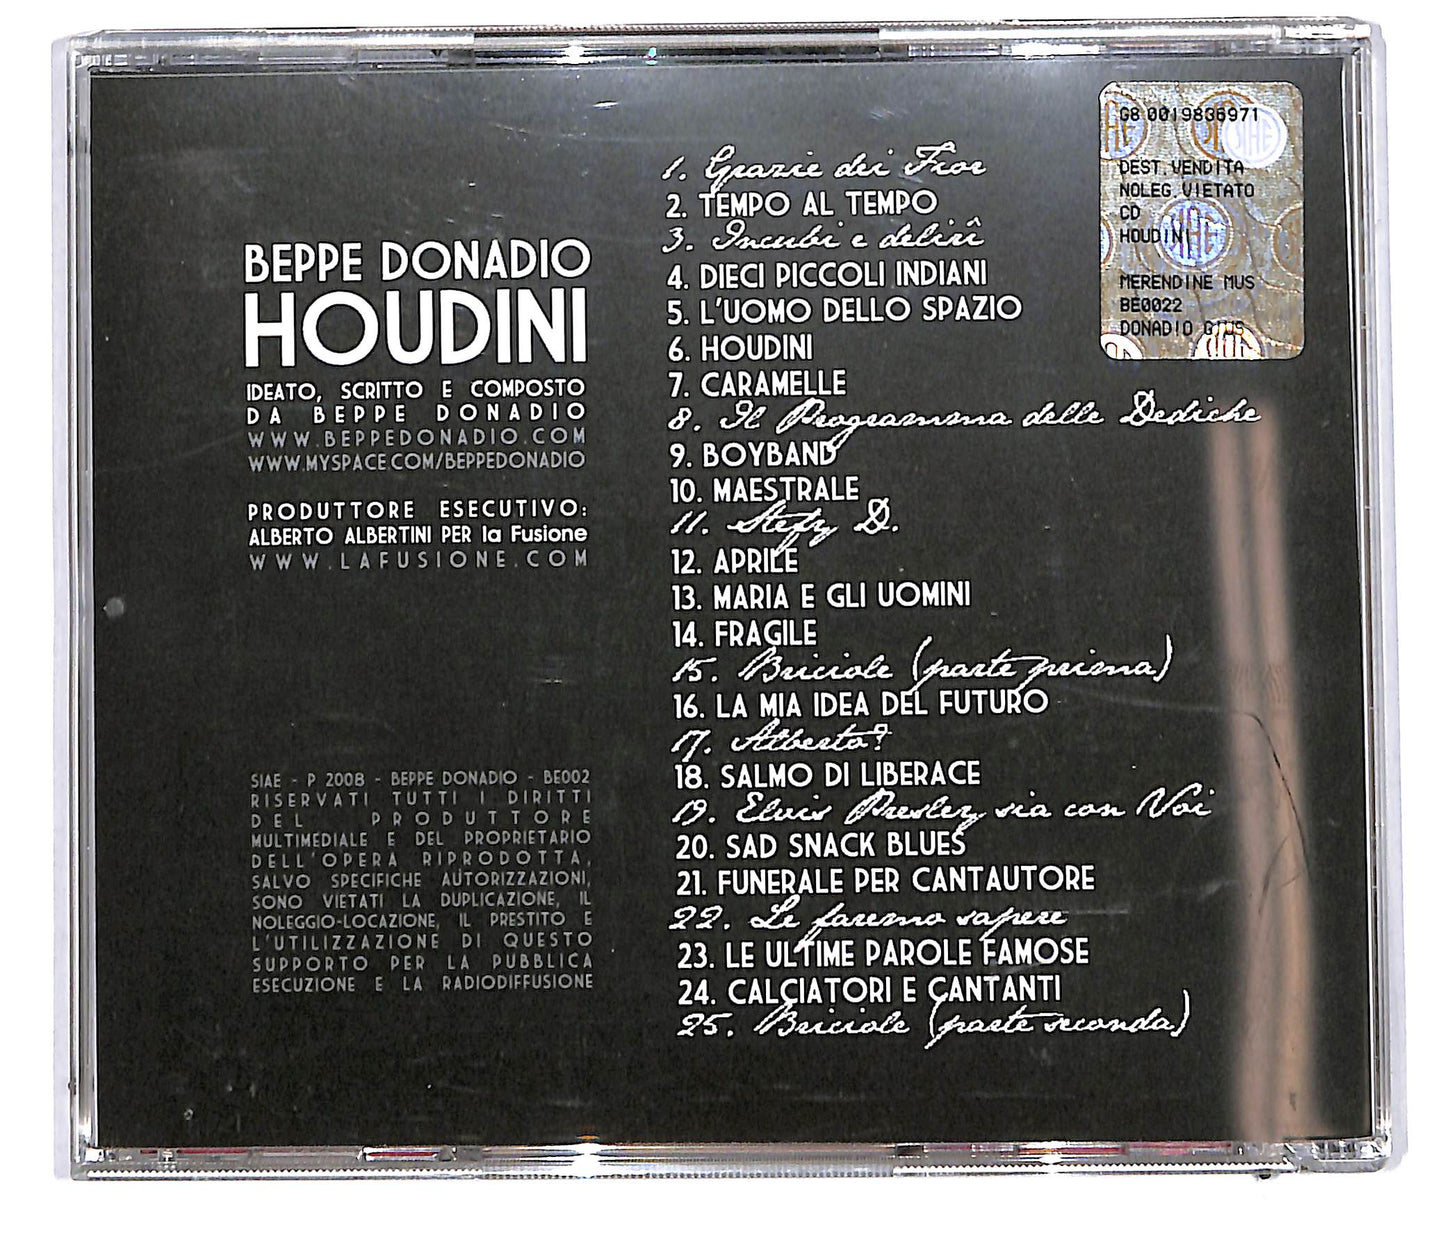 BEPPE DONADIO
HOUDINI
IDEATO, SCRITTO E COMPOSTO
DA BEPPE DONADIO
WWW.BEPPEDONADIO.COM
WWW.MYSPACE.COM/BEPPEDONADIO
PRODUTTORE ESECUTIVO:
ALBERTO ALBERTINI PER la Fusione
WWW.LAFUSIONE.COM
SIAE - P 2008 - BEPPE DONADIO - BE002
RISERVATI TUTTI I DIRITTI
DEL PRODUTTORE
MULTIMEDIALE E DEL PROPRIETARIO
DELL'OPERA RIPRODOTTA,
SALVO SPECIFICHE AUTORIZZAZIONI,
SONO VIETATI LA DUPLICAZIONE, IL
NOLEGGIO-LOCAZIONE, IL PRESTITO E
L'UTILIZZAZIONE DI QUESTO
SUPPORTO PER LA PUBBLICA
ESECUZIONE E LA RADIODIFFUSIONE
1. Grazie dei Fior
2. TEMPO AL TEMPO
3. Incubi e delirî
4. DIECI PICCOLI INDIANI
5. L'UOMO DELLO SPAZIO
6. HOUDINI
7. CARAMELLE
8. Il Programma delle Dediche
9. BOYBAND
10. MAESTRALE
11. Stefy D.
12. APRILE
13. MARIA E GLI UOMINI
14. FRAGILE
15. Briciole (parte prima)
16. LA MIA IDEA DEL FUTURO
17. Alberto?
18. SALMO DI LIBERACE
19. Elvis Presley sia con Voi
20. SAD SNACK BLUES
21. FUNERALE PER CANTAUTORE
22. Le faremo sapere
23. LE ULTIME PAROLE FAMOSE
24. CALCIATORI E CANTANTI
25. Briciole (parte seconda)
G8 0019836971
DEST.VENDITA
NOLEG.VIETATO
CD
HOUDINI
MERENDINE MUS
BE0022
DONADIO GIUS